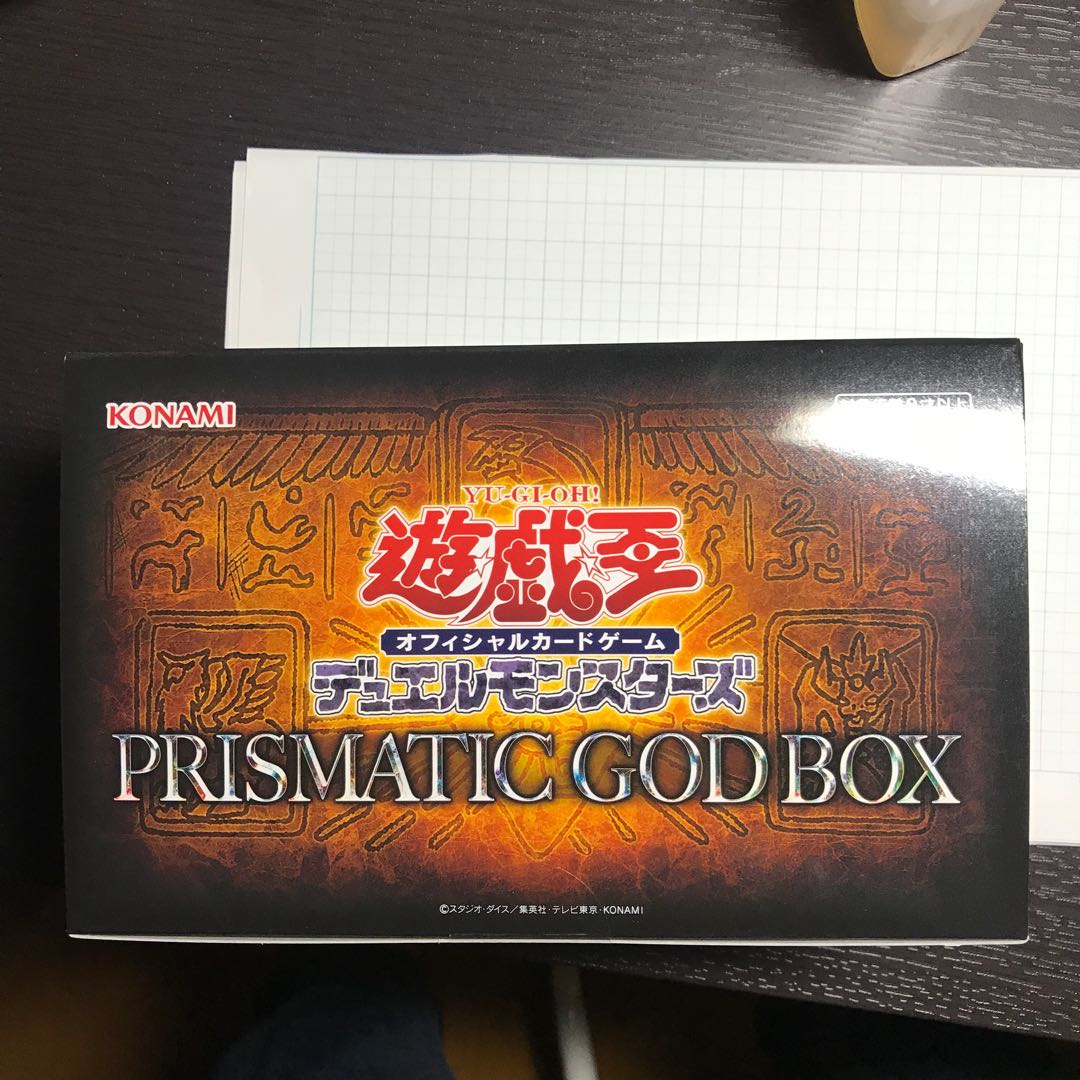 KONAMI
YU-GI-OH!
遊☆戯☆王
オフィシャルカードゲーム
デュエルモンスターズ
PRISMATIC GOD BOX
©スタジオ・ダイス／集英社・テレビ東京・KONAMI